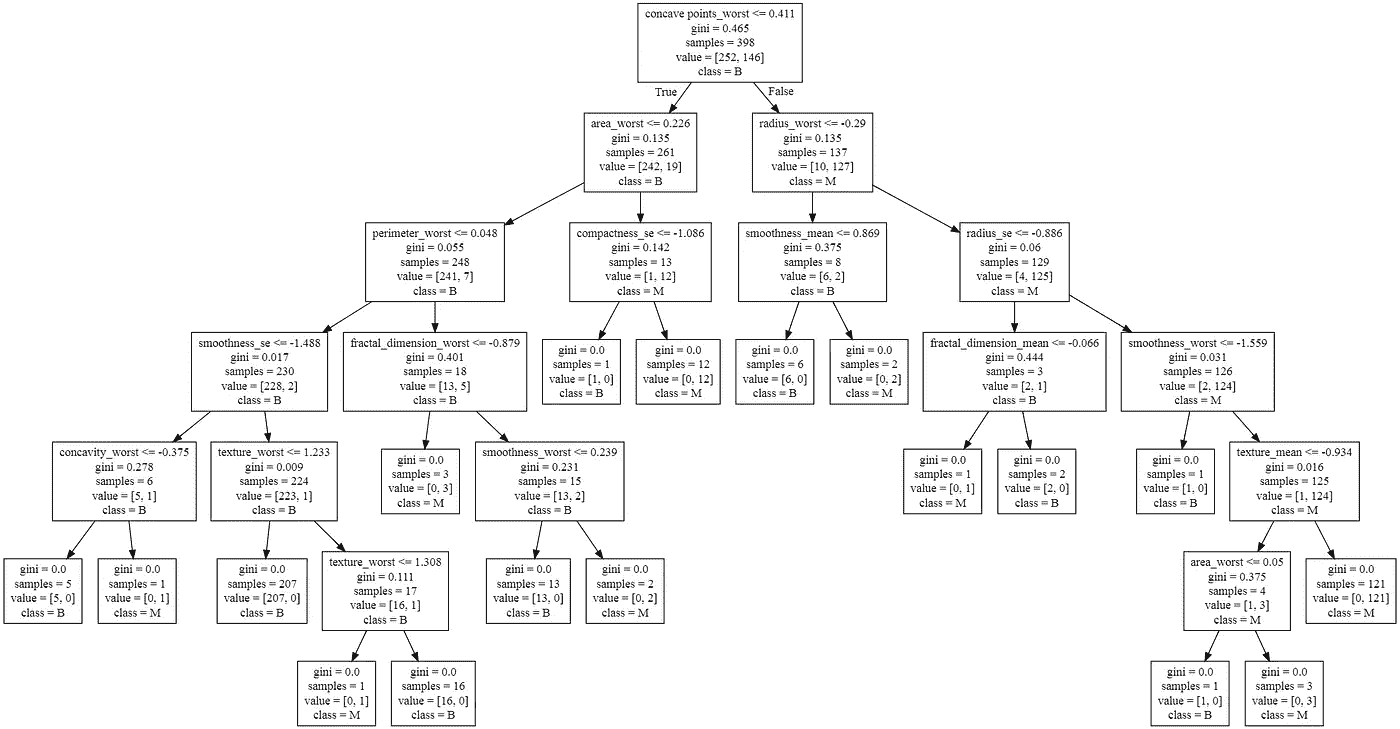 concave points_worst <= 0.411
gini = 0.465
samples = 398
value = [252, 146]
class = B
True
False
area_worst <= 0.226
gini = 0.135
samples = 261
value = [242, 19]
class = B
radius_worst <= -0.29
gini = 0.135
samples = 137
value = [10, 127]
class = M
perimeter_worst <= 0.048
gini = 0.055
samples = 248
value = [241, 7]
class = B
compactness_se <= -1.086
gini = 0.142
samples = 13
value = [1, 12]
class = M
smoothness_mean <= 0.869
gini = 0.375
samples = 8
value = [6, 2]
class = B
radius_se <= -0.886
gini = 0.06
samples = 129
value = [4, 125]
class = M
smoothness_se <= -1.488
gini = 0.017
samples = 230
value = [228, 2]
class = B
fractal_dimension_worst <= -0.879
gini = 0.401
samples = 18
value = [13, 5]
class = B
gini = 0.0
samples = 1
value = [1, 0]
class = B
gini = 0.0
samples = 12
value = [0, 12]
class = M
gini = 0.0
samples = 6
value = [6, 0]
class = B
gini = 0.0
samples = 2
value = [0, 2]
class = M
fractal_dimension_mean <= -0.066
gini = 0.444
samples = 3
value = [2, 1]
class = B
smoothness_worst <= -1.559
gini = 0.031
samples = 126
value = [2, 124]
class = M
concavity_worst <= -0.375
gini = 0.278
samples = 6
value = [5, 1]
class = B
texture_worst <= 1.233
gini = 0.009
samples = 224
value = [223, 1]
class = B
gini = 0.0
samples = 3
value = [0, 3]
class = M
smoothness_worst <= 0.239
gini = 0.231
samples = 15
value = [13, 2]
class = B
gini = 0.0
samples = 1
value = [0, 1]
class = M
gini = 0.0
samples = 2
value = [2, 0]
class = B
gini = 0.0
samples = 1
value = [1, 0]
class = B
texture_mean <= -0.934
gini = 0.016
samples = 125
value = [1, 124]
class = M
gini = 0.0
samples = 5
value = [5, 0]
class = B
gini = 0.0
samples = 1
value = [0, 1]
class = M
gini = 0.0
samples = 207
value = [207, 0]
class = B
texture_worst <= 1.308
gini = 0.111
samples = 17
value = [16, 1]
class = B
gini = 0.0
samples = 13
value = [13, 0]
class = B
gini = 0.0
samples = 2
value = [0, 2]
class = M
area_worst <= 0.05
gini = 0.375
samples = 4
value = [1, 3]
class = M
gini = 0.0
samples = 121
value = [0, 121]
class = M
gini = 0.0
samples = 1
value = [0, 1]
class = M
gini = 0.0
samples = 16
value = [16, 0]
class = B
gini = 0.0
samples = 1
value = [1, 0]
class = B
gini = 0.0
samples = 3
value = [0, 3]
class = M